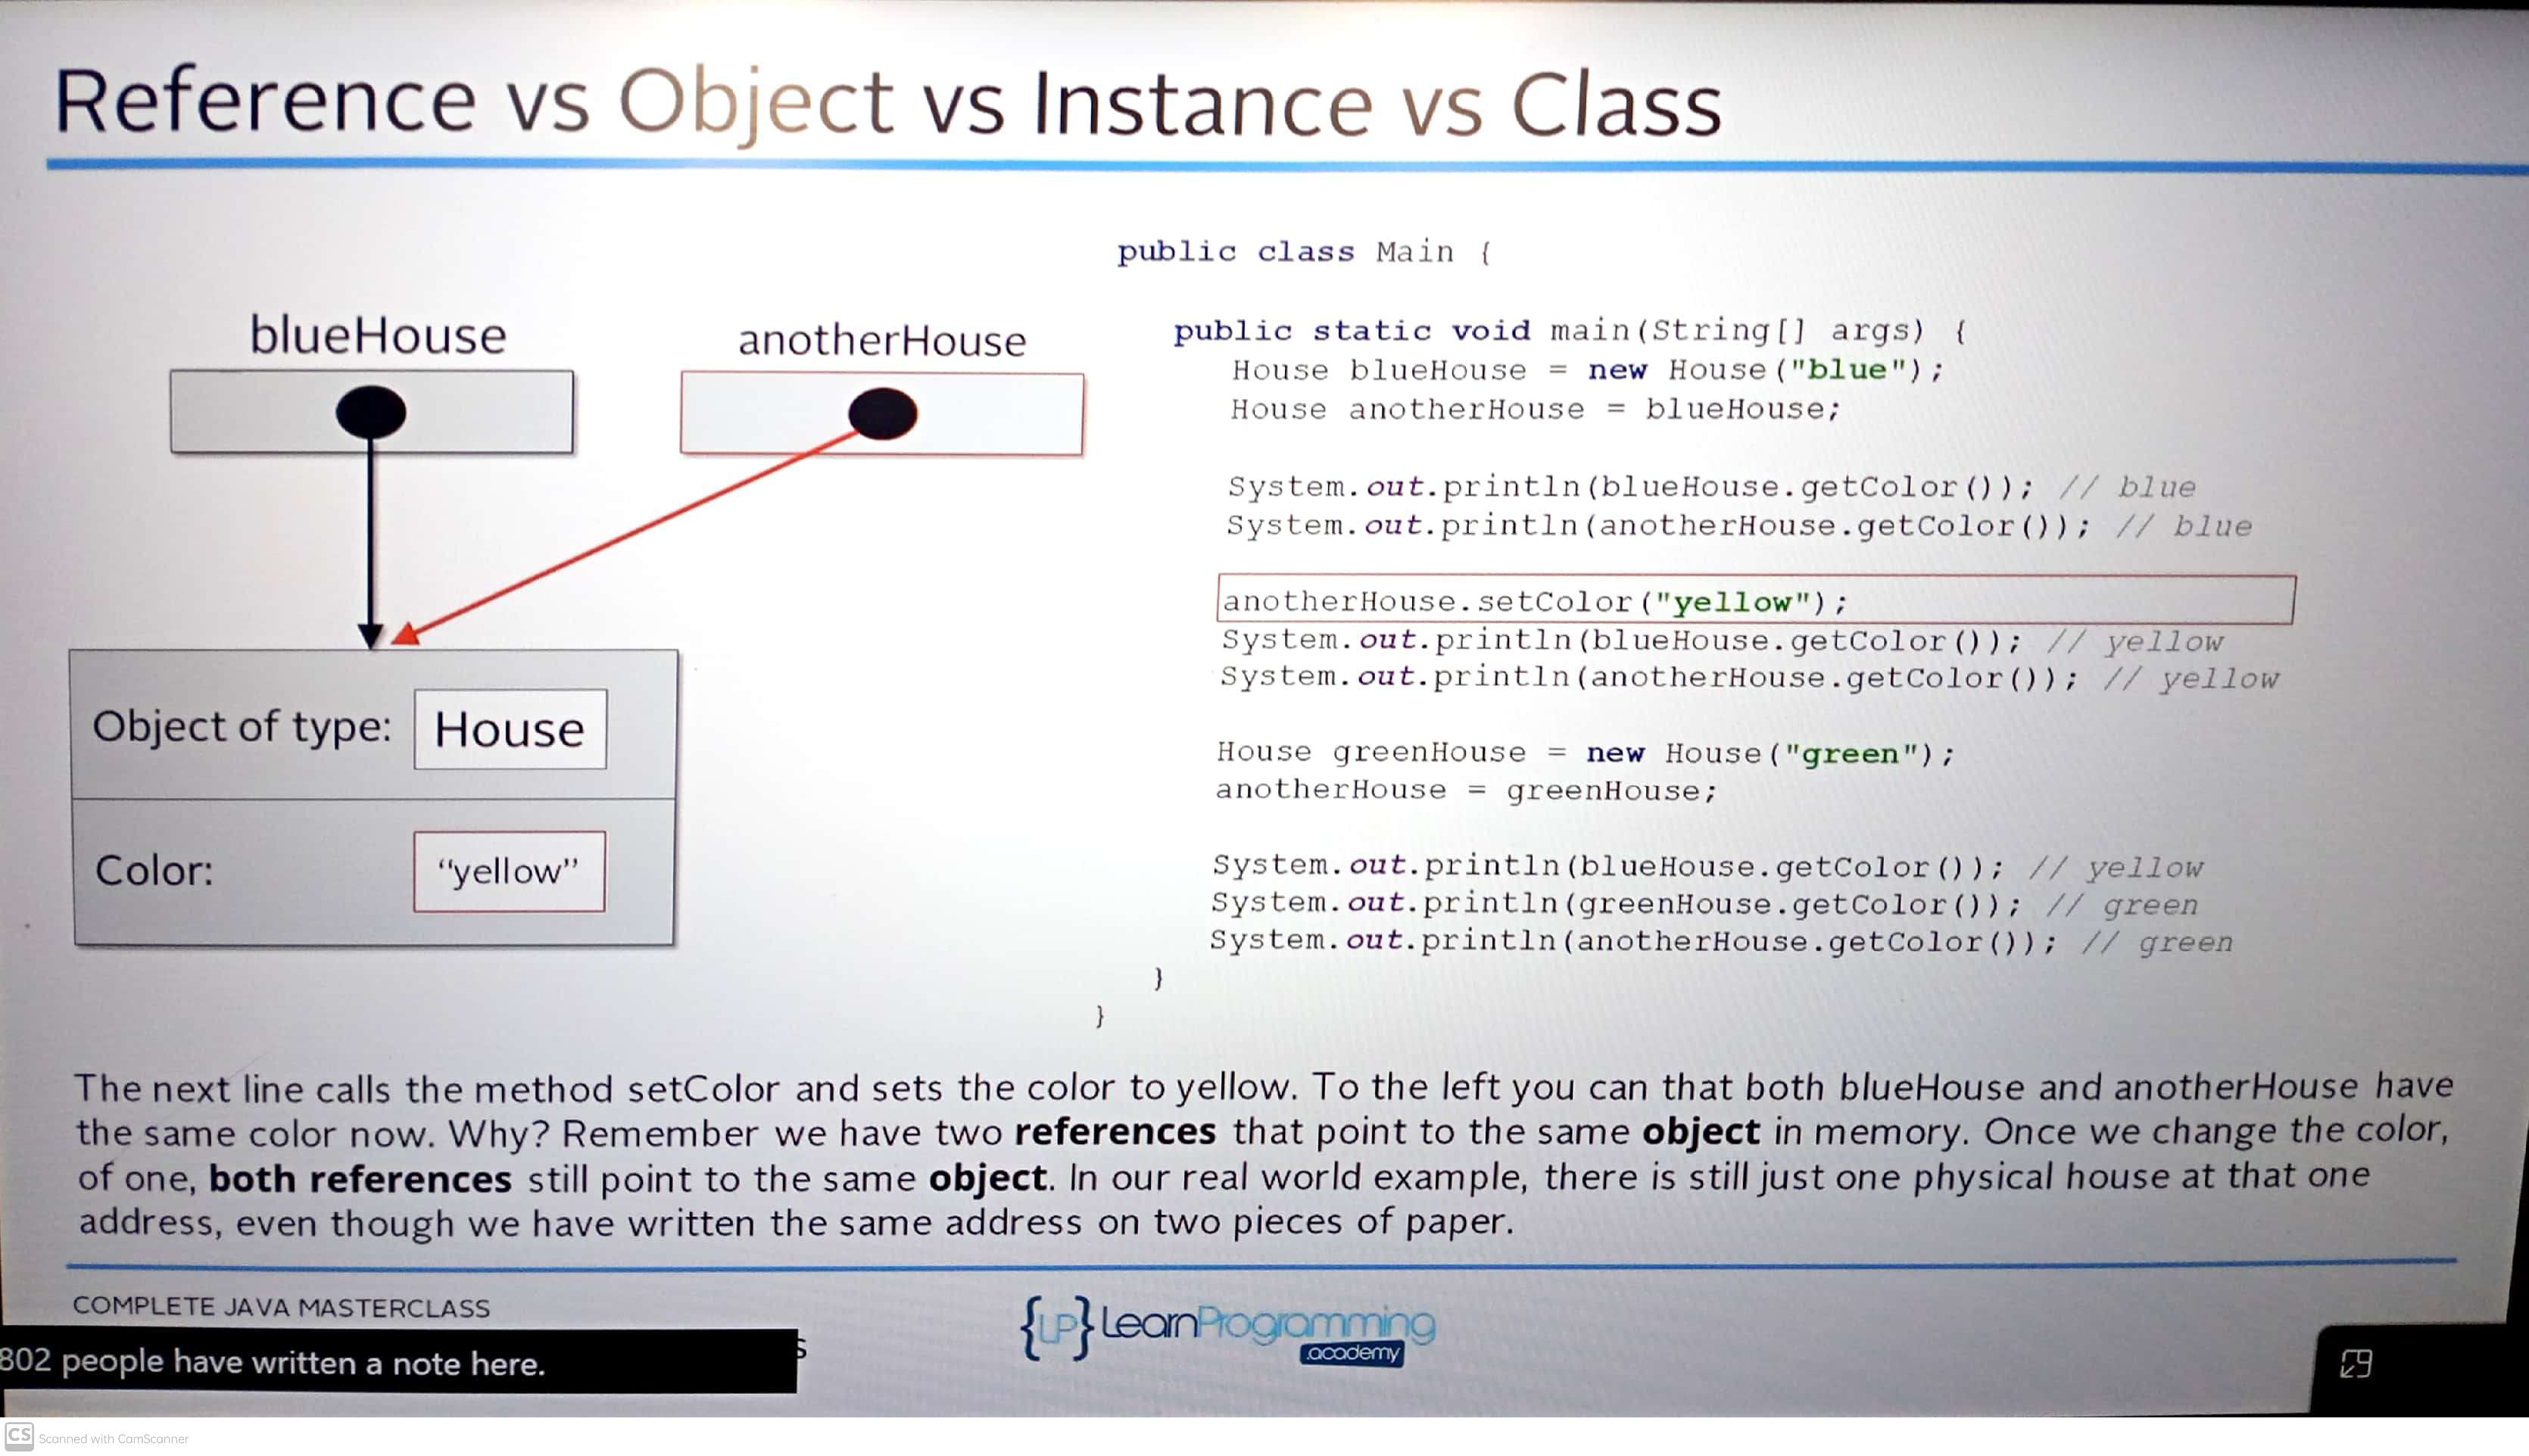 Reference vs Object vs Instance vs Class
blueHouse
anotherHouse
Object of type: House
Color: “yellow”
public class Main {
public static void main(String[] args) {
House blueHouse = new House("blue");
House anotherHouse = blueHouse;
System.out.println(blueHouse.getColor()); // blue
System.out.println(anotherHouse.getColor()); // blue
anotherHouse.setColor("yellow");
System.out.println(blueHouse.getColor()); // yellow
System.out.println(anotherHouse.getColor()); // yellow
House greenHouse = new House("green");
anotherHouse = greenHouse;
System.out.println(blueHouse.getColor()); // yellow
System.out.println(greenHouse.getColor()); // green
System.out.println(anotherHouse.getColor()); // green
}
}
The next line calls the method setColor and sets the color to yellow. To the left you can that both blueHouse and anotherHouse have
the same color now. Why? Remember we have two references that point to the same object in memory. Once we change the color,
of one, both references still point to the same object. In our real world example, there is still just one physical house at that one
address, even though we have written the same address on two pieces of paper.
COMPLETE JAVA MASTERCLASS
{LP} LearnProgramming
.academy
802 people have written a note here.
CS Scanned with CamScanner